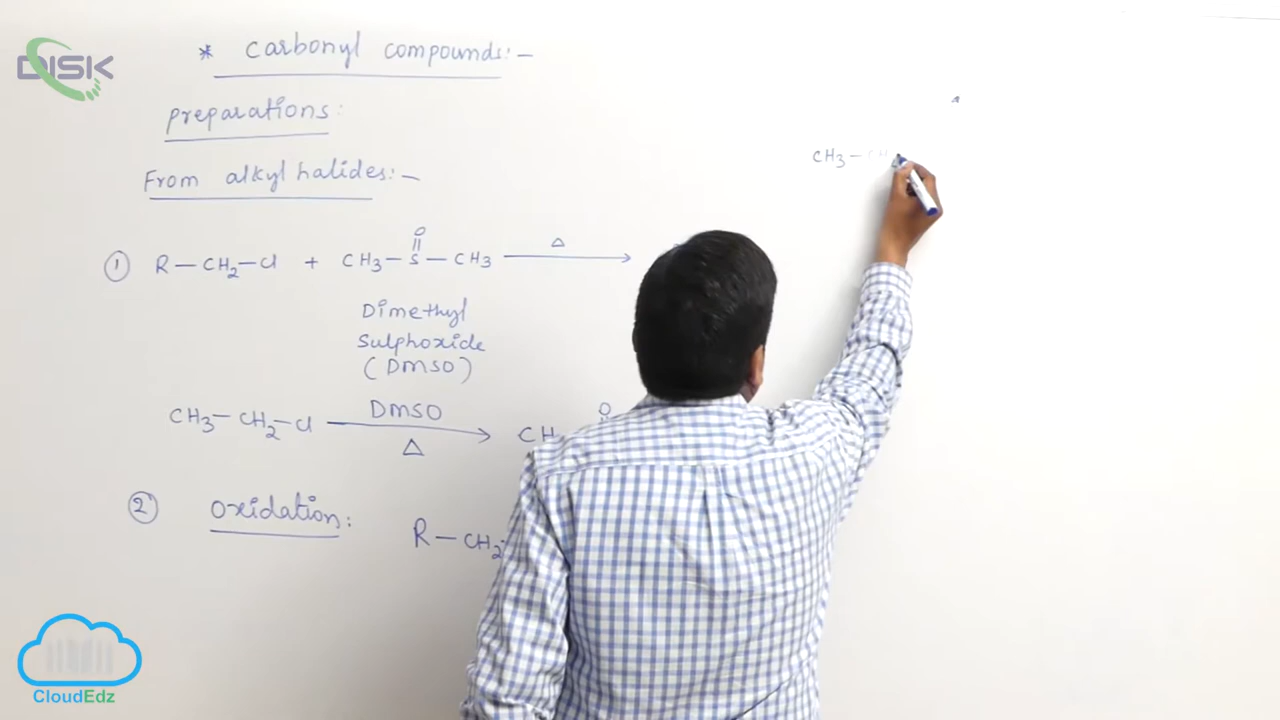 DISK
* Carbonyl compounds:-
preparations:
From alkyl halides:-
O
① R-CH2-Cl + CH3-S-CH3 Δ
Dimethyl
Sulphoxide
(DMSO)
O
CH3-CH2-Cl DMSO Δ CH
② Oxidation: R-CH2
CH3-CH
CloudEdz